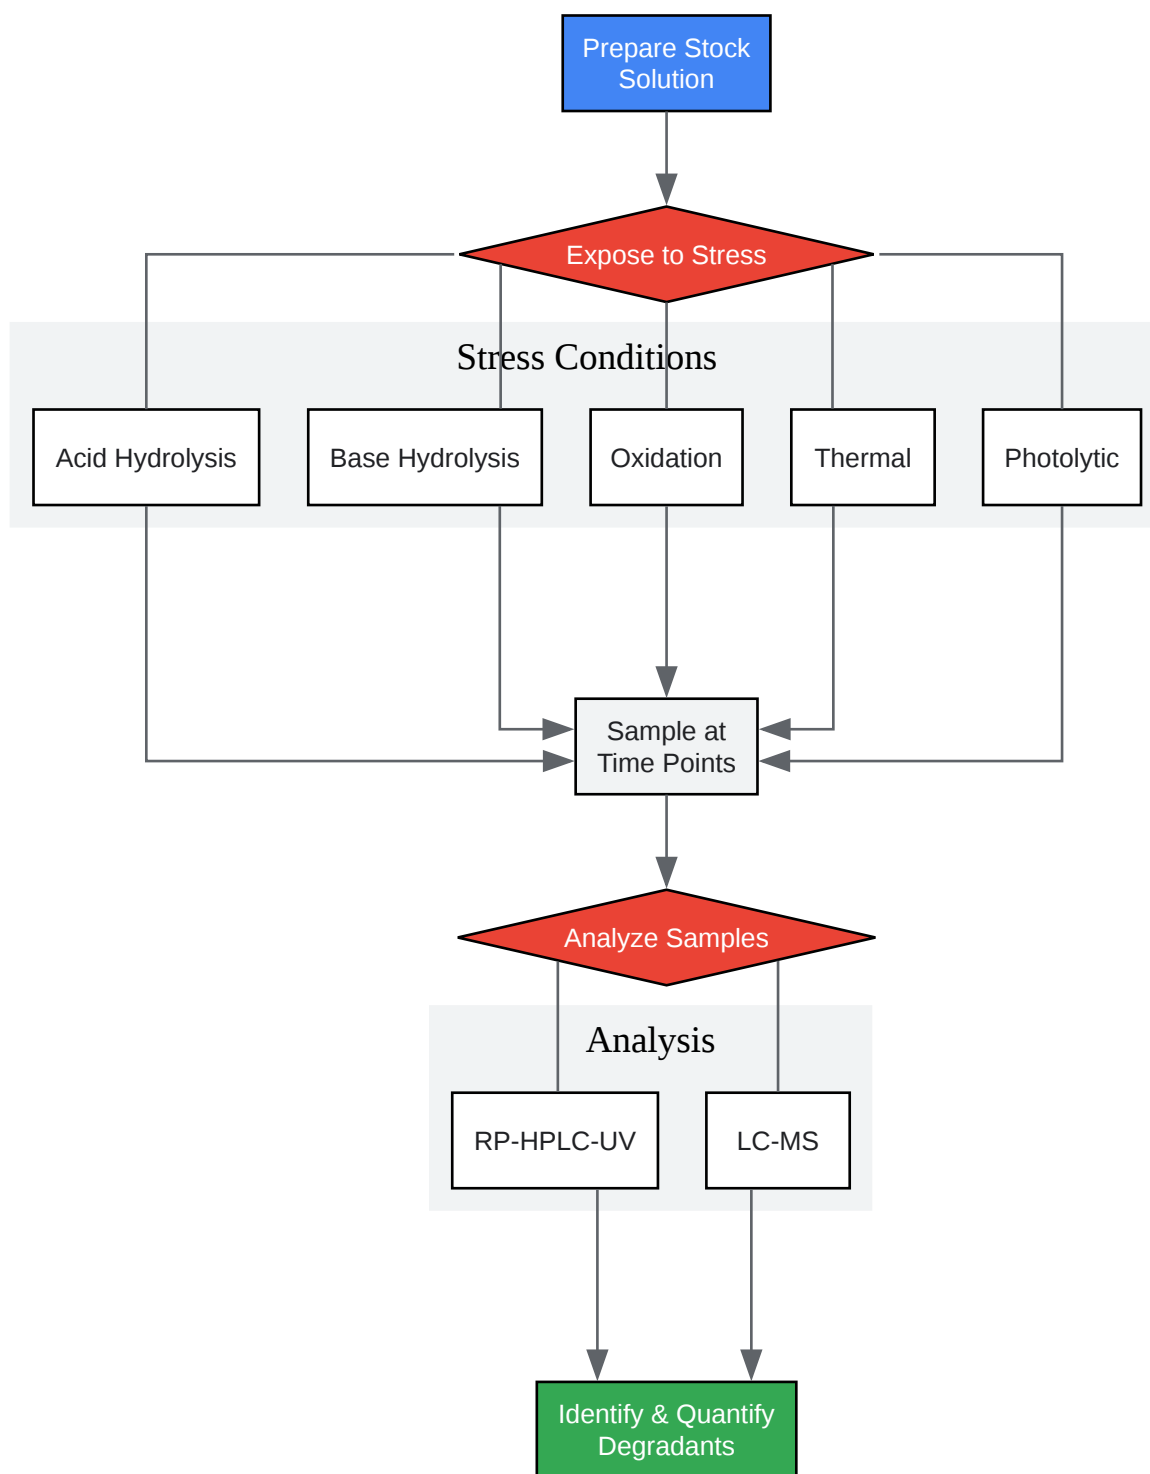 Prepare Stock
Solution
Expose to Stress
Stress Conditions
Acid Hydrolysis
Base Hydrolysis
Oxidation
Thermal
Photolytic
Sample at
Time Points
Analyze Samples
Analysis
RP-HPLC-UV
LC-MS
Identify & Quantify
Degradants